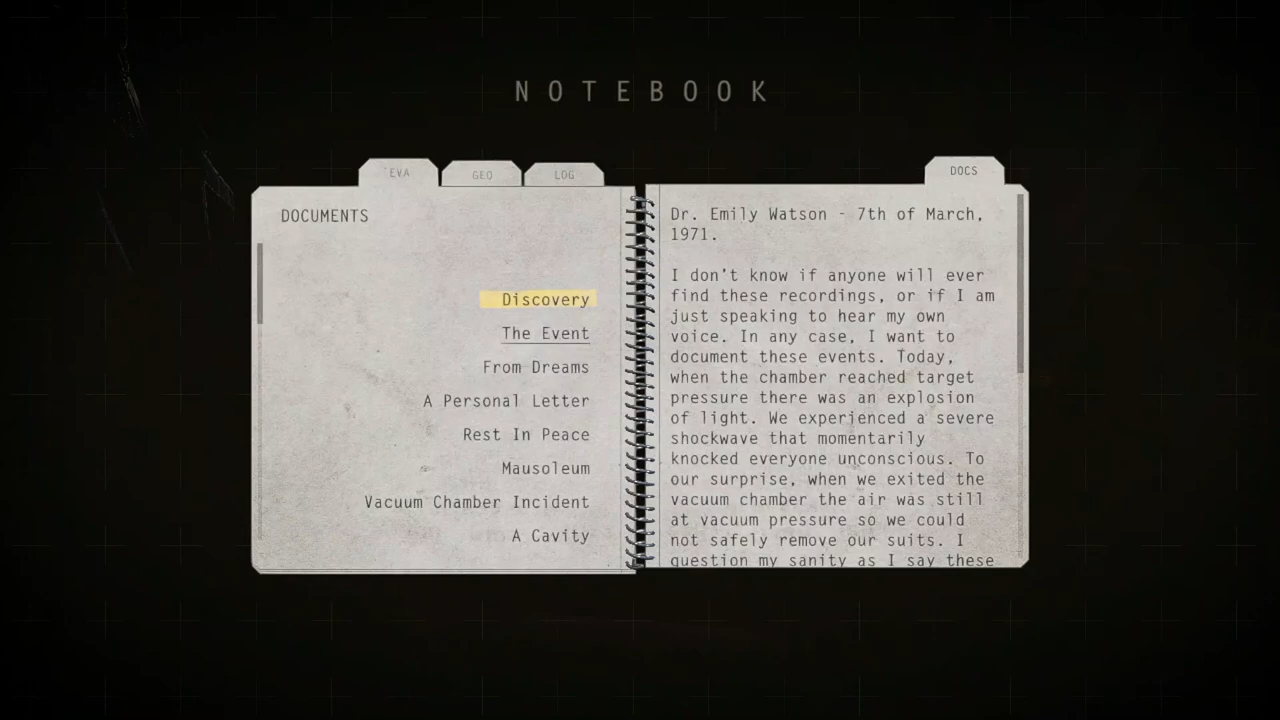 NOTEBOOK
EVA
GEO
LOG
DOCS
DOCUMENTS
Discovery
The Event
From Dreams
A Personal Letter
Rest In Peace
Mausoleum
Vacuum Chamber Incident
A Cavity
Dr. Emily Watson - 7th of March,
1971.
I don't know if anyone will ever
find these recordings, or if I am
just speaking to hear my own
voice. In any case, I want to
document these events. Today,
when the chamber reached target
pressure there was an explosion
of light. We experienced a severe
shockwave that momentarily
knocked everyone unconscious. To
our surprise, when we exited the
vacuum chamber the air was still
at vacuum pressure so we could
not safely remove our suits. I
question my sanity as I say these